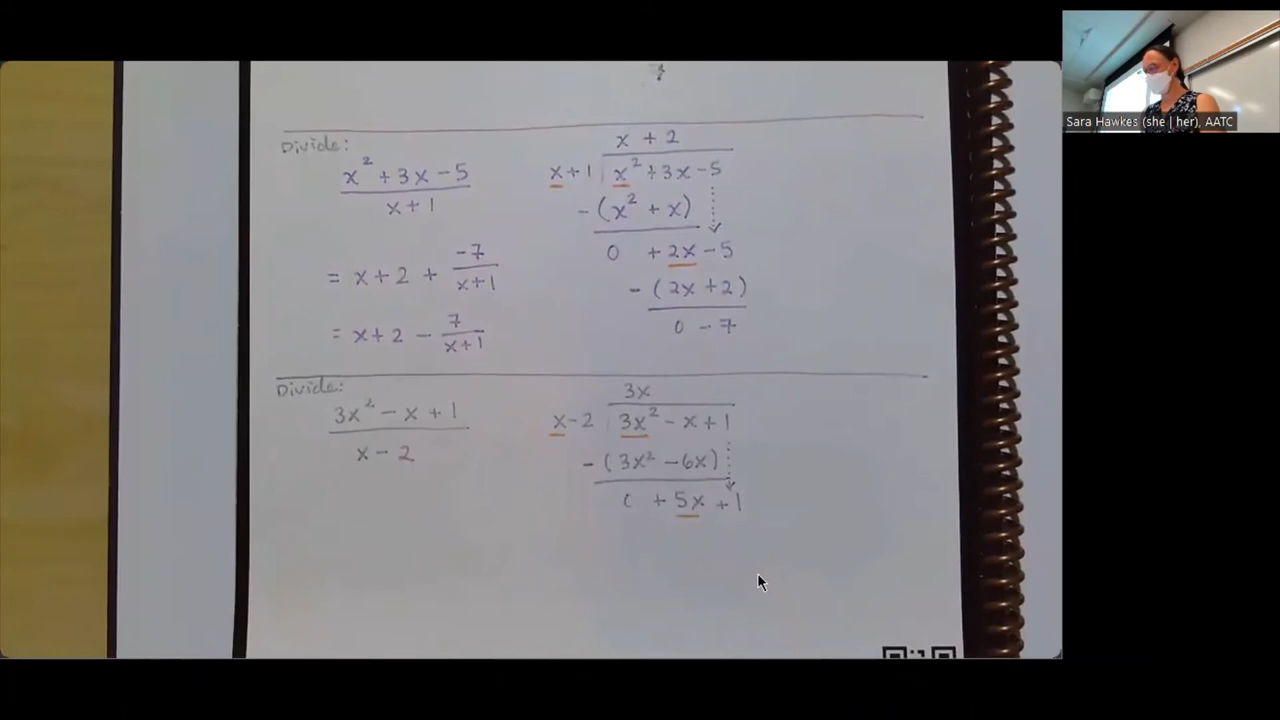 Divide:
x² + 3x - 5
x + 1
= x + 2 + -7
x + 1
= x + 2 - 7
x + 1
x + 2
x + 1 x² + 3x - 5
- (x² + x)
0 + 2x - 5
- (2x + 2)
0 - 7
Divide:
3x² - x + 1
x - 2
3x
x - 2 3x² - x + 1
- (3x² - 6x)
0 + 5x + 1
Sara Hawkes (she | her), AATC